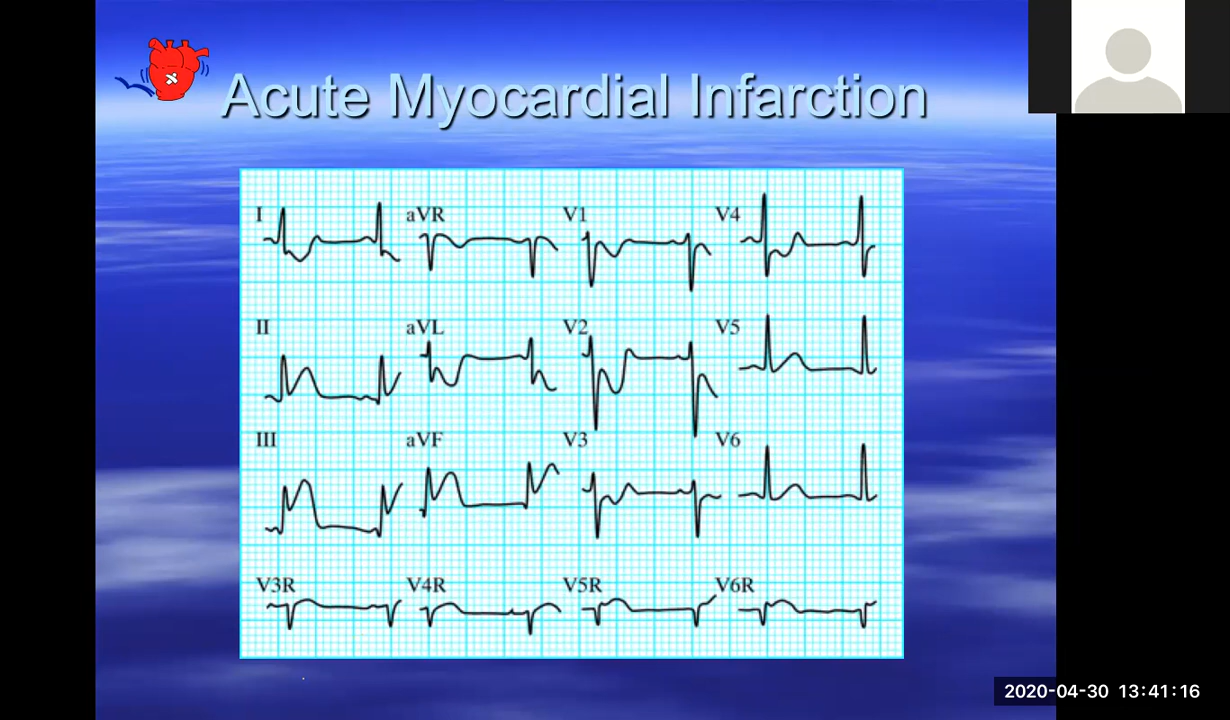 Acute Myocardial Infarction
I aVR V1 V4
II aVL V2 V5
III aVF V3 V6
V3R V4R V5R V6R
2020-04-30 13:41:16